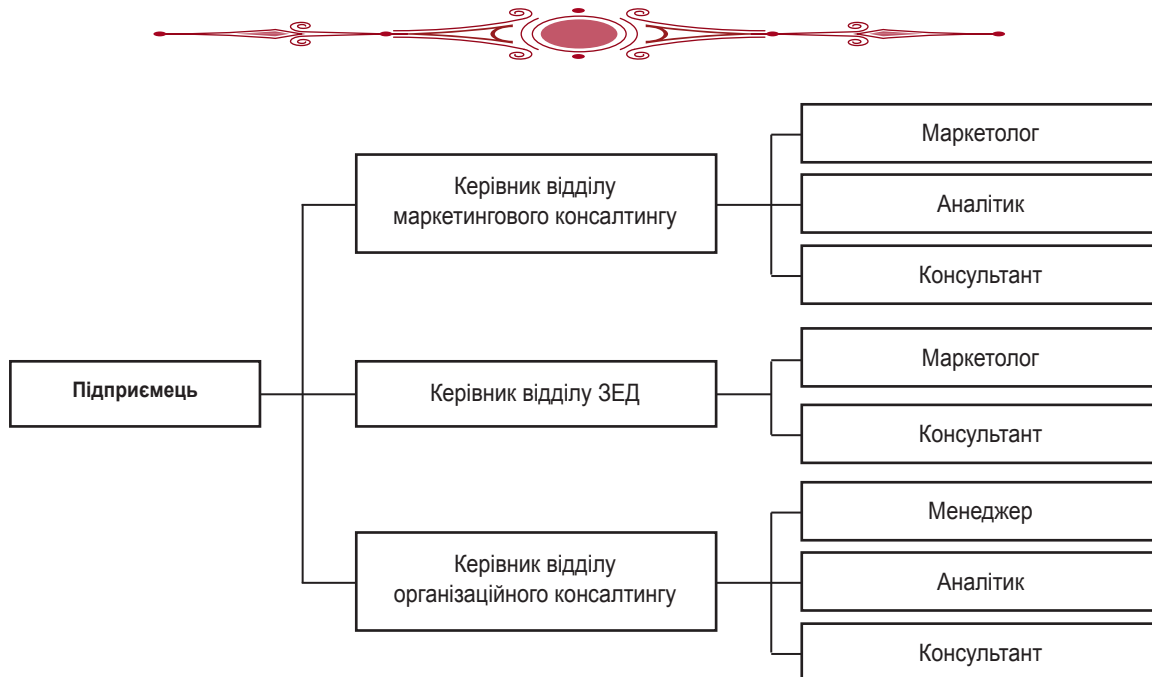 Підприємець
Керівник відділу
маркетингового консалтингу
Маркетолог
Аналітик
Консультант
Керівник відділу ЗЕД
Маркетолог
Консультант
Керівник відділу
організаційного консалтингу
Менеджер
Аналітик
Консультант